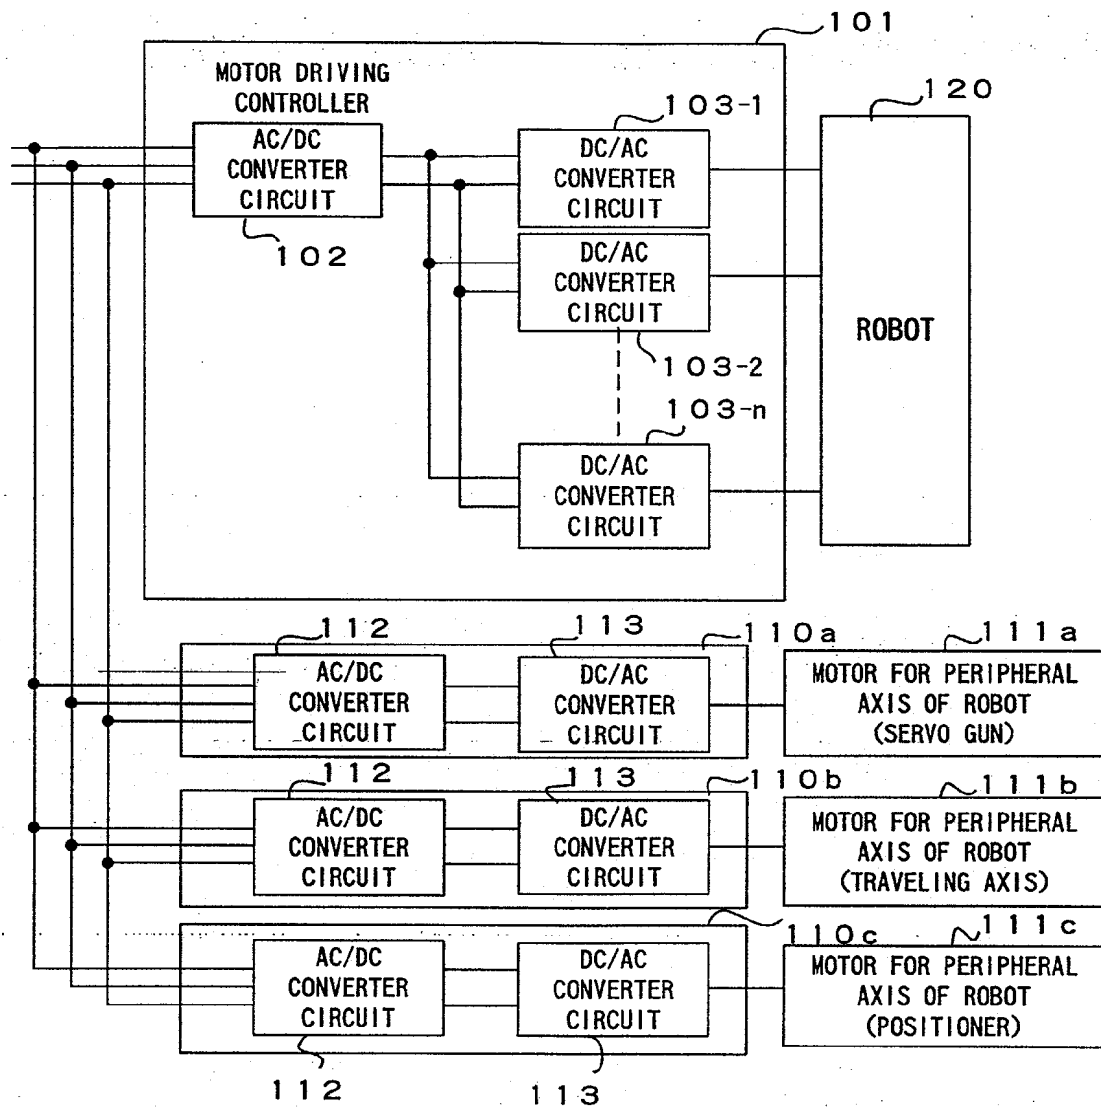 101
MOTOR DRIVING
CONTROLLER
120
103-1
AC/DC
CONVERTER
CIRCUIT
102
DC/AC
CONVERTER
CIRCUIT
DC/AC
CONVERTER
CIRCUIT
103-2
ROBOT
103-n
DC/AC
CONVERTER
CIRCUIT
112
113
110a
111a
AC/DC
CONVERTER
CIRCUIT
DC/AC
CONVERTER
CIRCUIT
MOTOR FOR PERIPHERAL
AXIS OF ROBOT
(SERVO GUN)
112
113
110b
111b
AC/DC
CONVERTER
CIRCUIT
DC/AC
CONVERTER
CIRCUIT
MOTOR FOR PERIPHERAL
AXIS OF ROBOT
(TRAVELING AXIS)
110c
111c
AC/DC
CONVERTER
CIRCUIT
DC/AC
CONVERTER
CIRCUIT
MOTOR FOR PERIPHERAL
AXIS OF ROBOT
(POSITIONER)
112
113